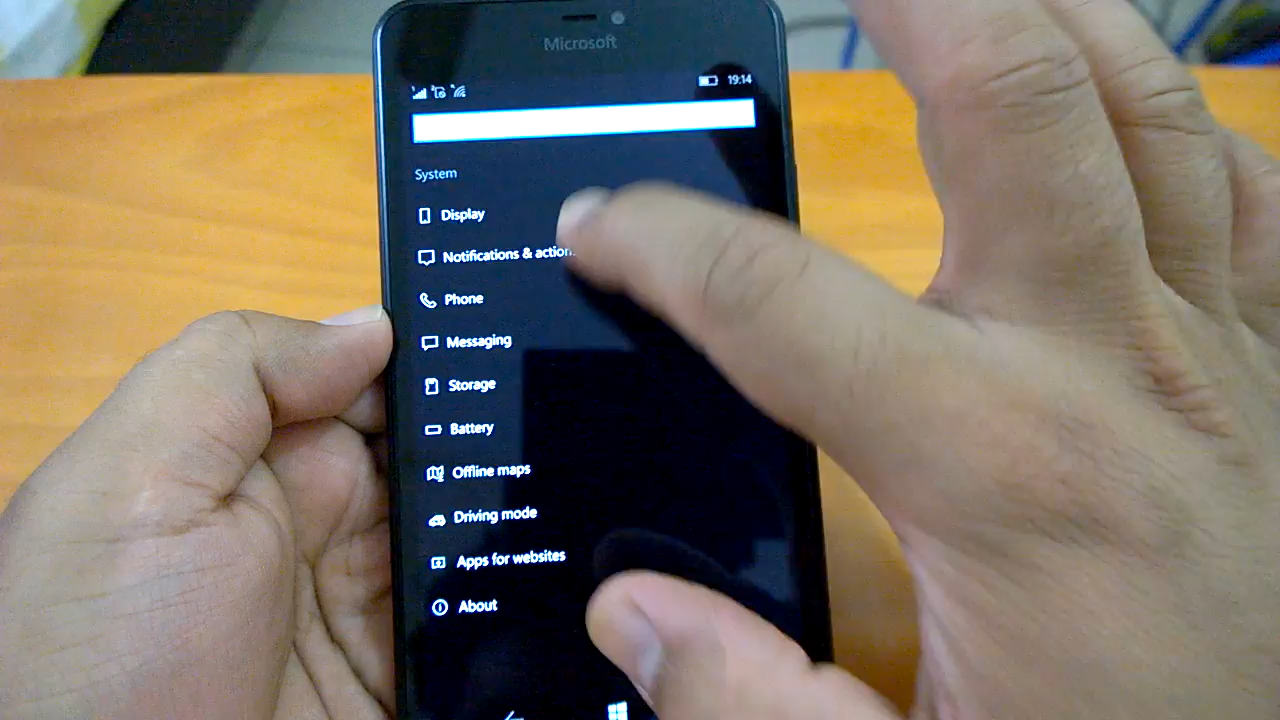 Microsoft
19:14
System
Display
Notifications & action
Phone
Messaging
Storage
Battery
Offline maps
Driving mode
Apps for websites
About